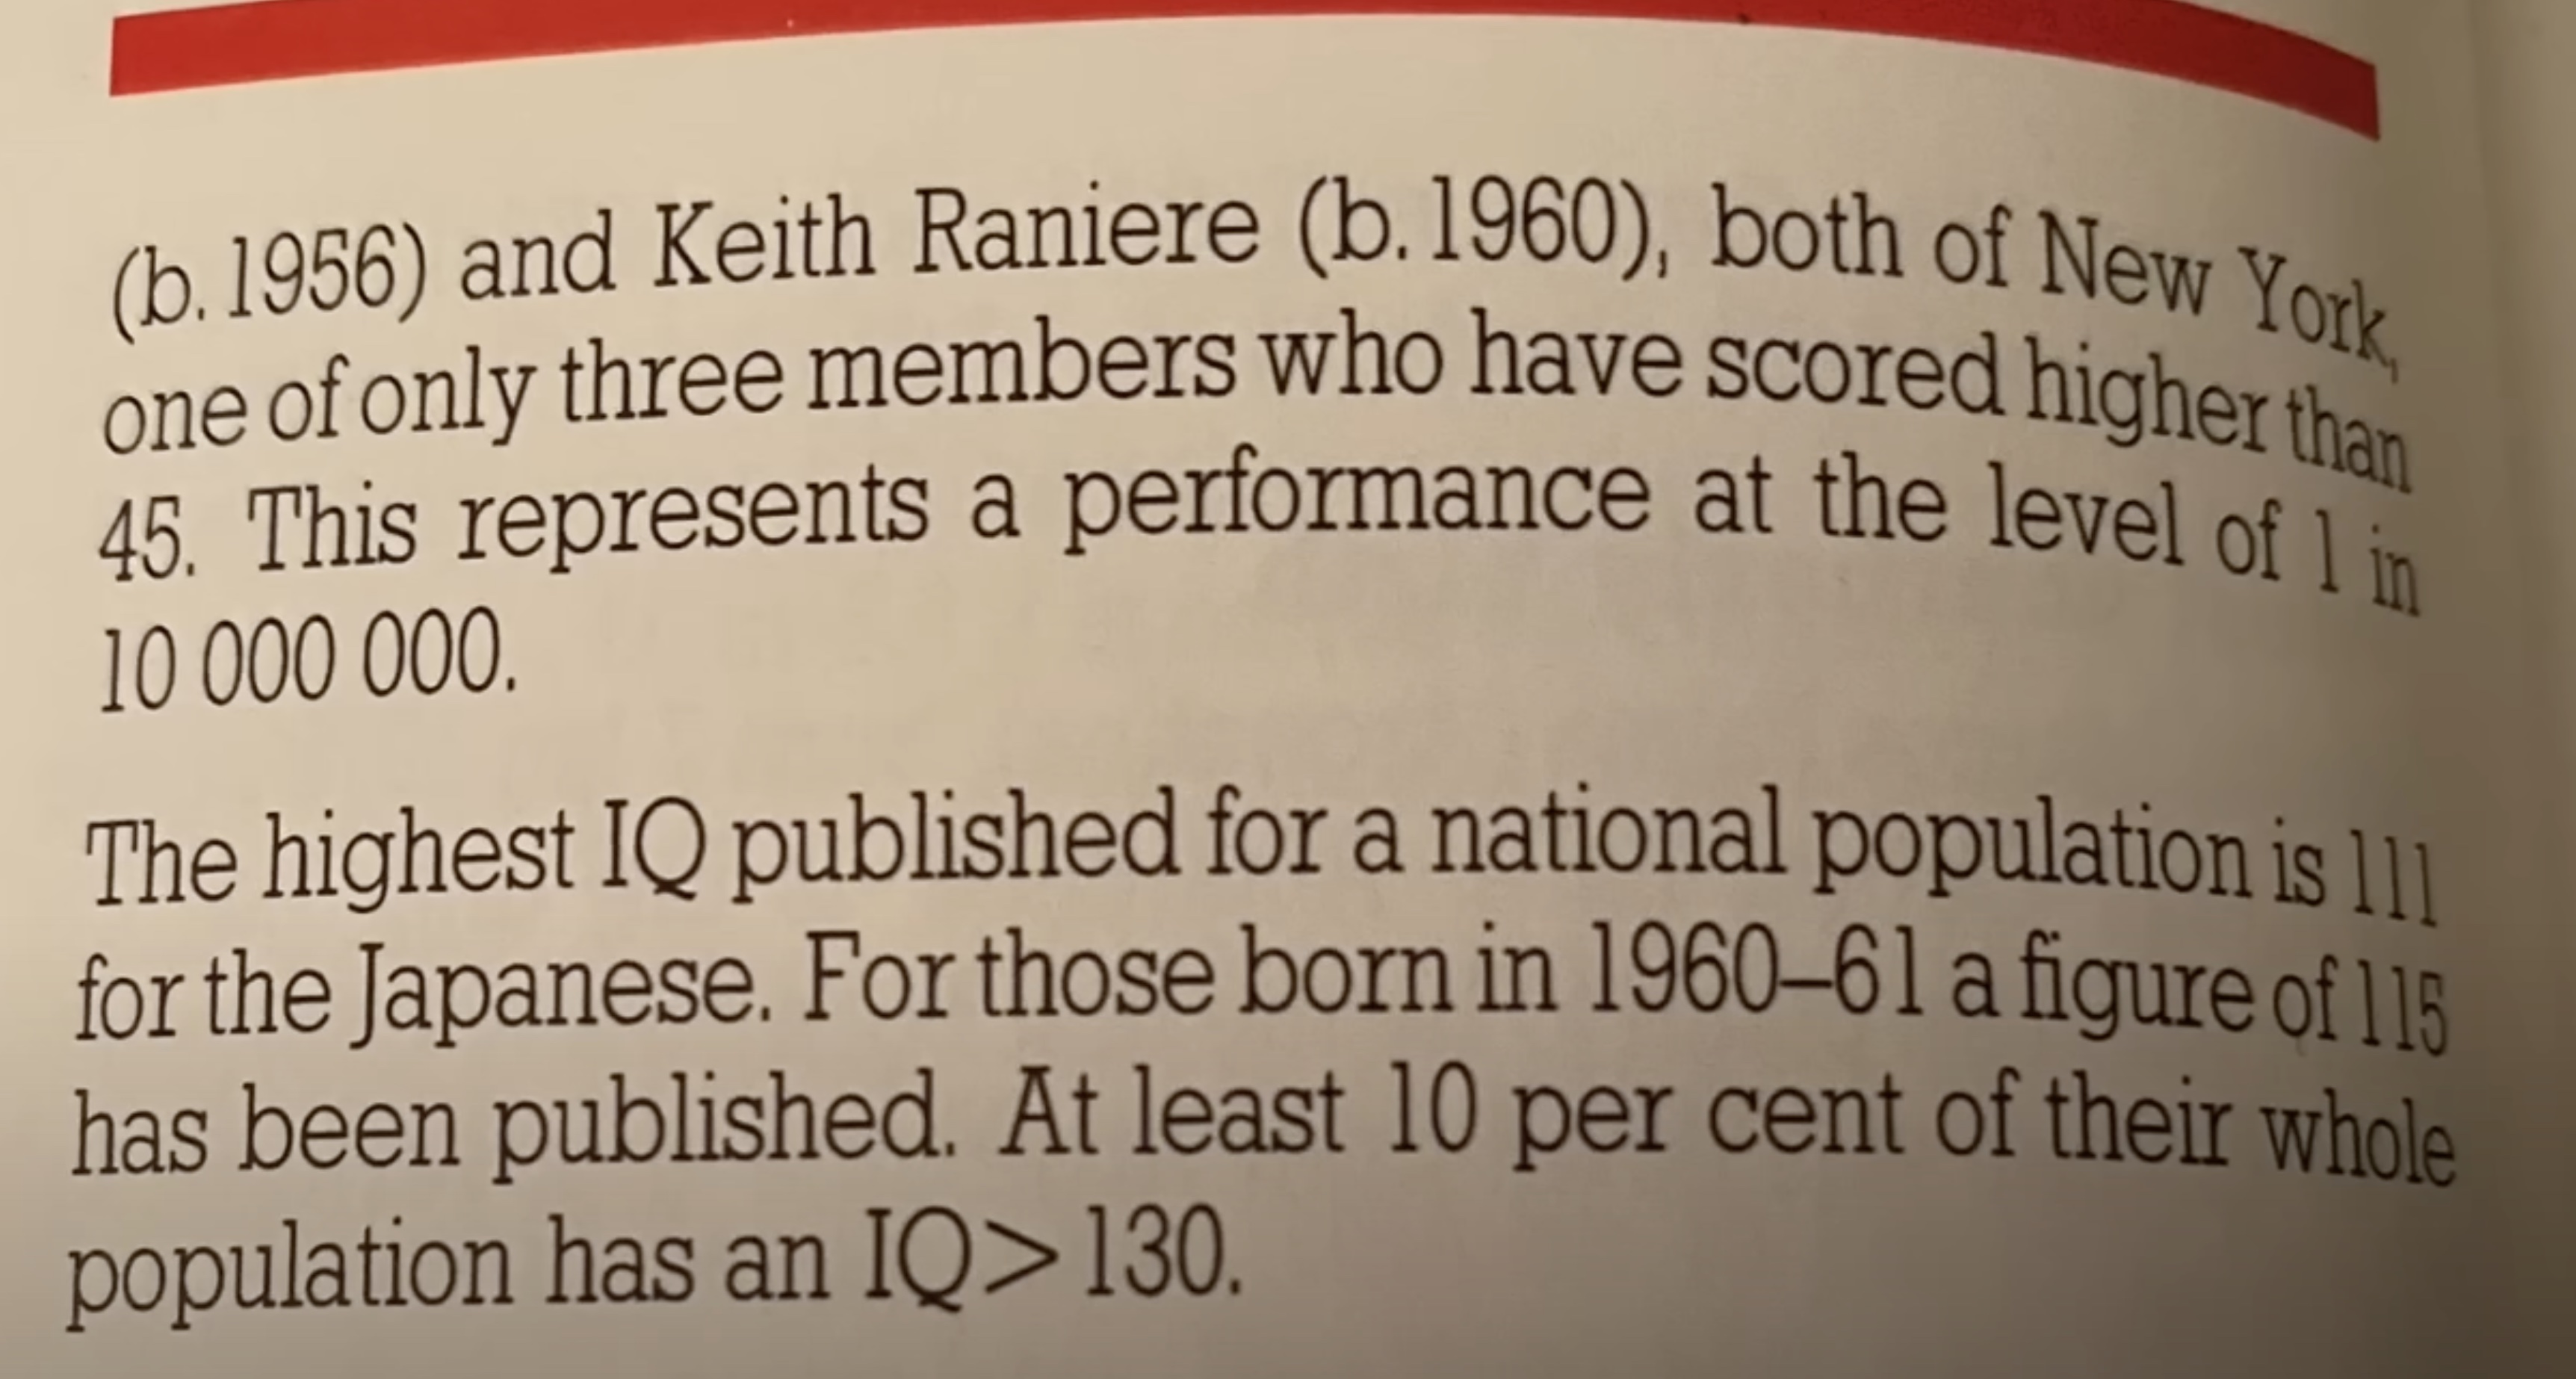 (b. 1956) and Keith Raniere (b. 1960), both of New York,
one of only three members who have scored higher than
45. This represents a performance at the level of 1 in
10 000 000.
The highest IQ published for a national population is 111
for the Japanese. For those born in 1960–61 a figure of 115
has been published. At least 10 per cent of their whole
population has an IQ > 130.